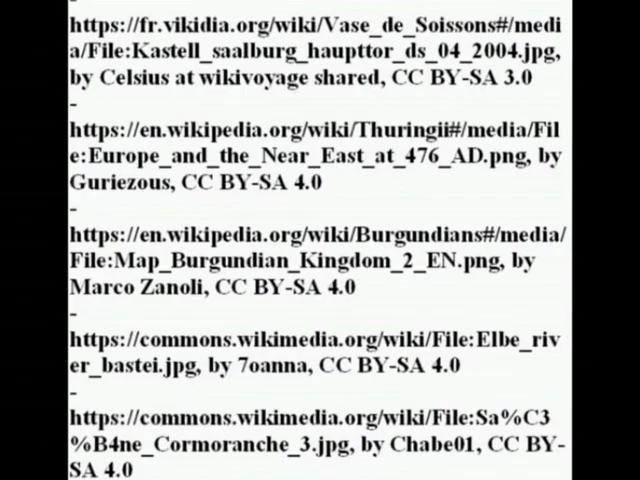 -
https://fr.vikidia.org/wiki/Vase_de_Soissons#/medi
a/File:Kastell_saalburg_haupttor_ds_04_2004.jpg,
by Celsius at wikivoyage shared, CC BY-SA 3.0
-
https://en.wikipedia.org/wiki/Thuringii#/media/Fil
e:Europe_and_the_Near_East_at_476_AD.png, by
Guriezous, CC BY-SA 4.0
-
https://en.wikipedia.org/wiki/Burgundians#/media/
File:Map_Burgundian_Kingdom_2_EN.png, by
Marco Zanoli, CC BY-SA 4.0
-
https://commons.wikimedia.org/wiki/File:Elbe_riv
er_bastei.jpg, by 7oanna, CC BY-SA 4.0
-
https://commons.wikimedia.org/wiki/File:Sa%C3
%B4ne_Cormoranche_3.jpg, by Chabe01, CC BY-
SA 4.0